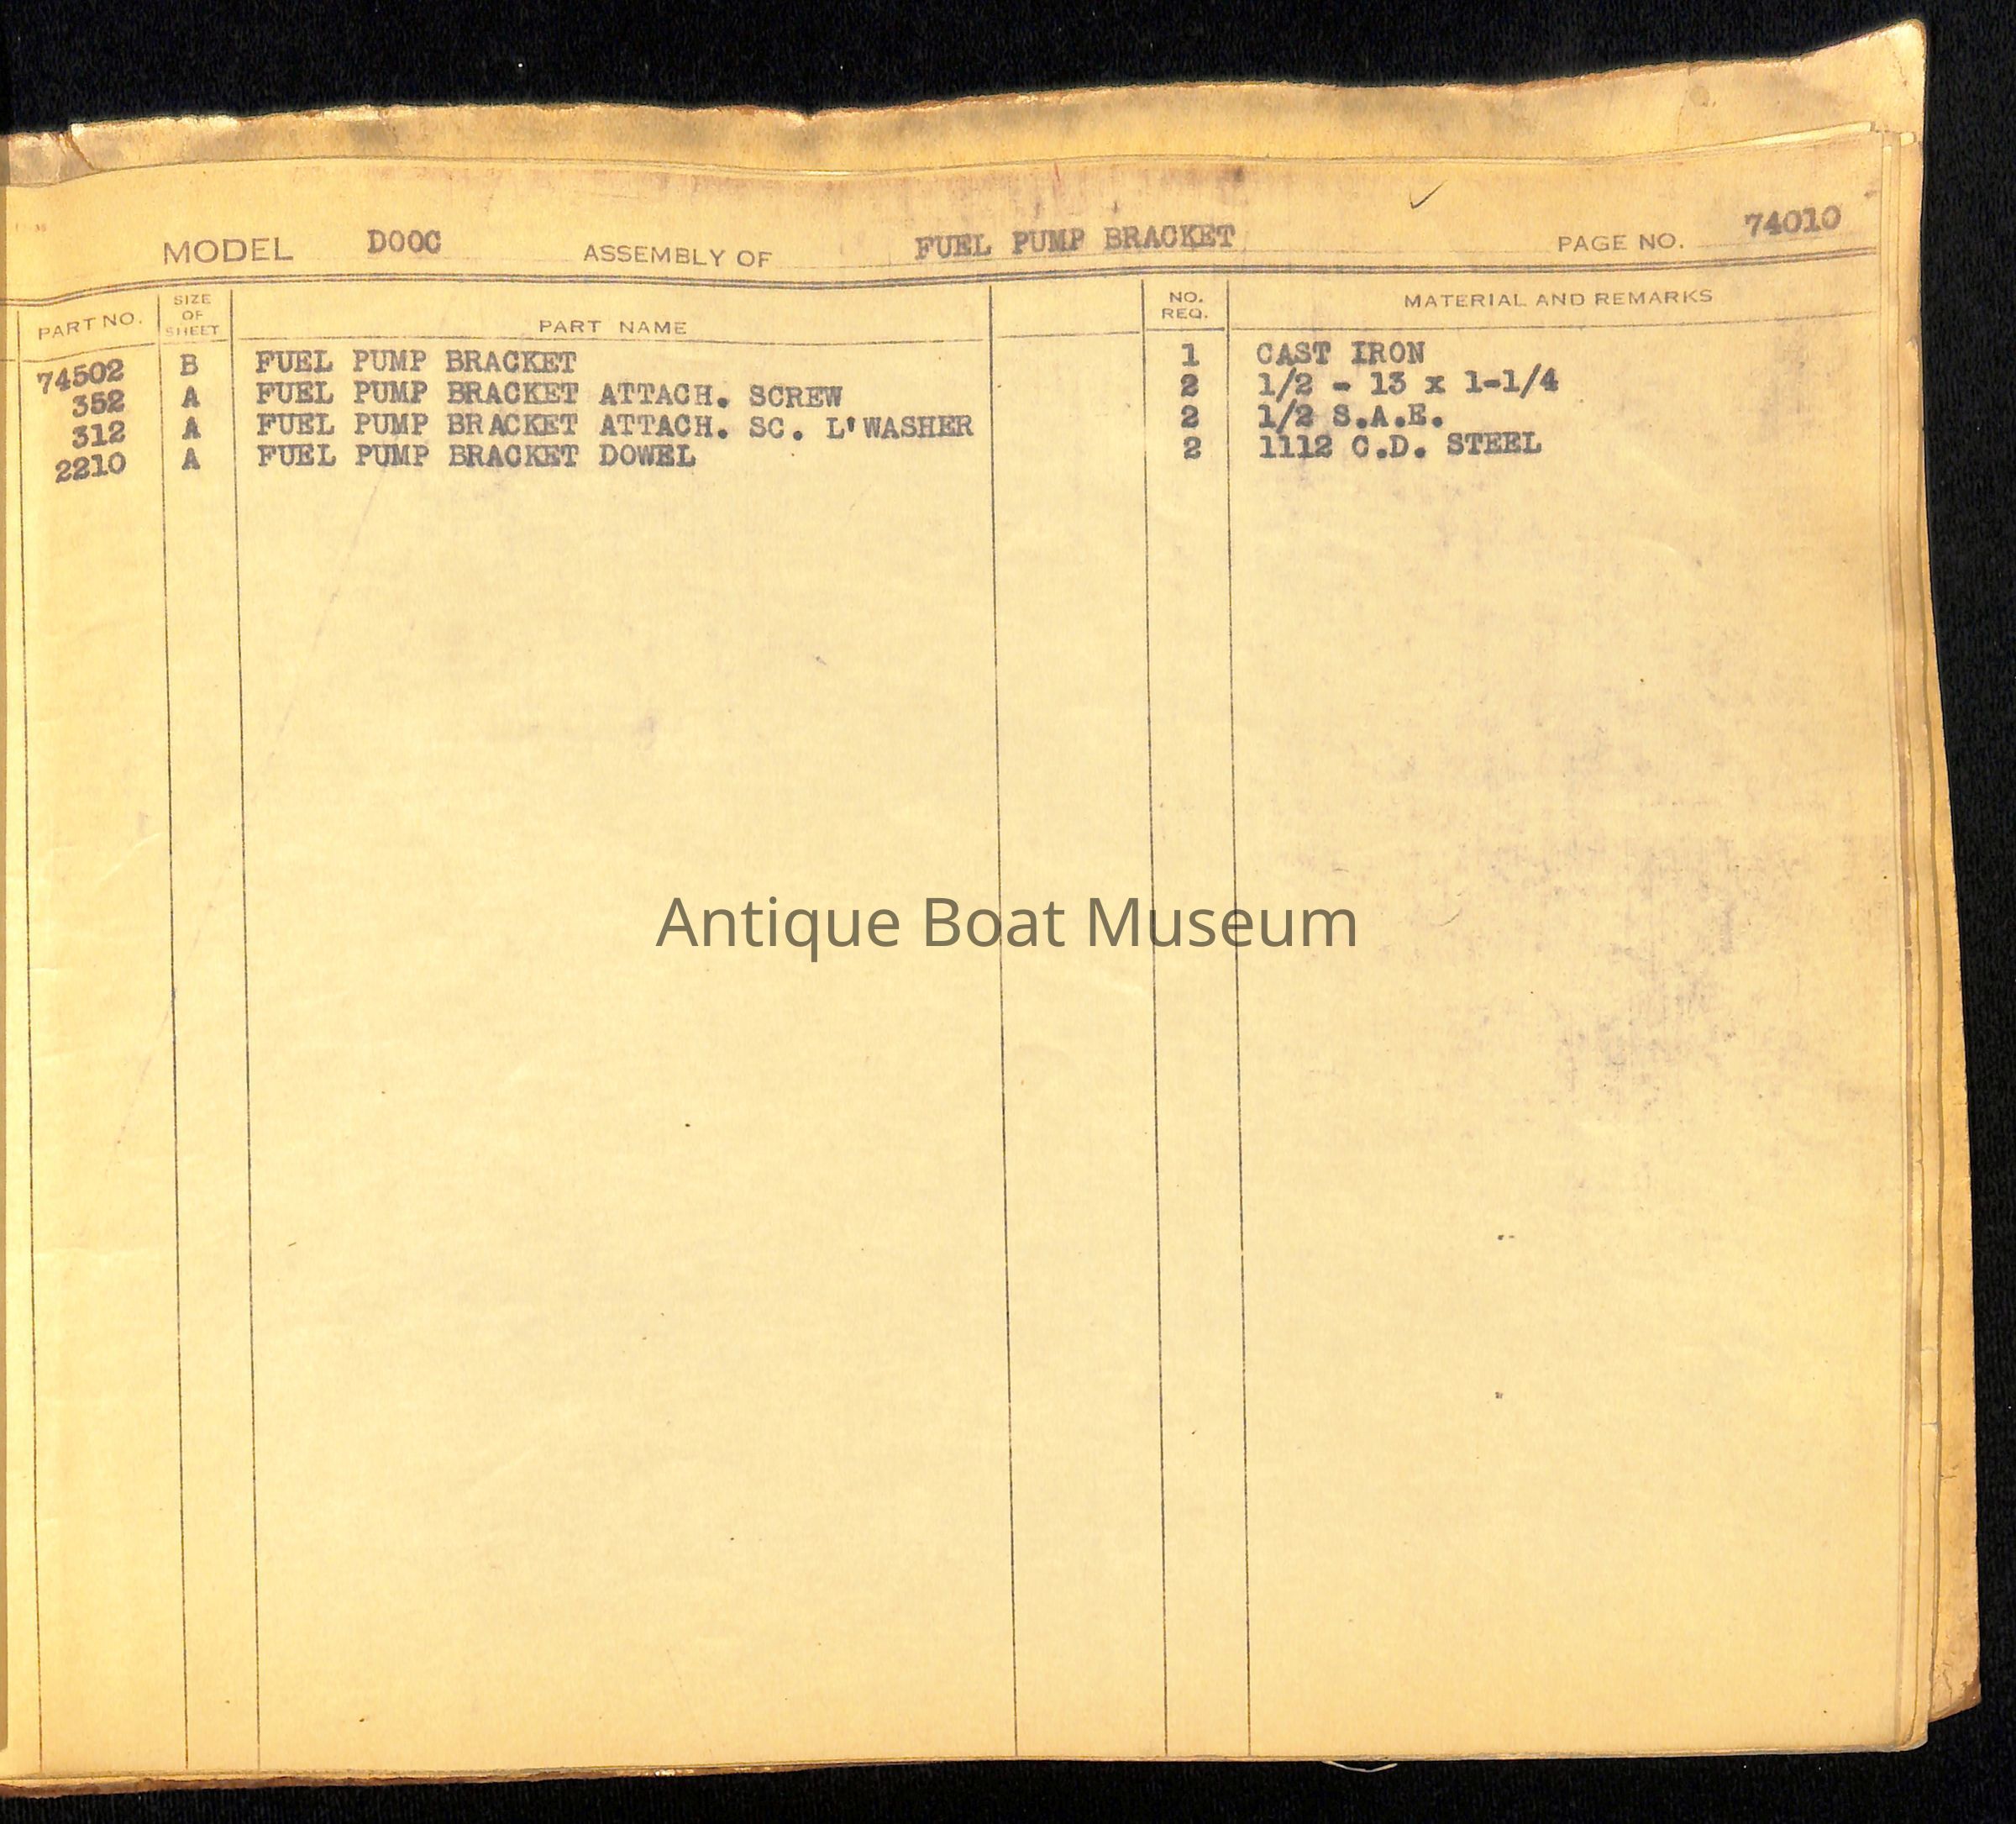 MODEL DOOC ASSEMBLY OF FUEL PUMP BRACKET PAGE NO. 74010
PART NO. SIZE OF SHEET PART NAME NO. REQ. MATERIAL AND REMARKS
74502 B FUEL PUMP BRACKET 1 CAST IRON
352 A FUEL PUMP BRACKET ATTACH. SCREW 2 1/2 - 13 x 1-1/4
312 A FUEL PUMP BRACKET ATTACH. SC. L'WASHER 2 1/2 S.A.E.
2210 A FUEL PUMP BRACKET DOWEL 2 1112 C.D. STEEL
Antique Boat Museum